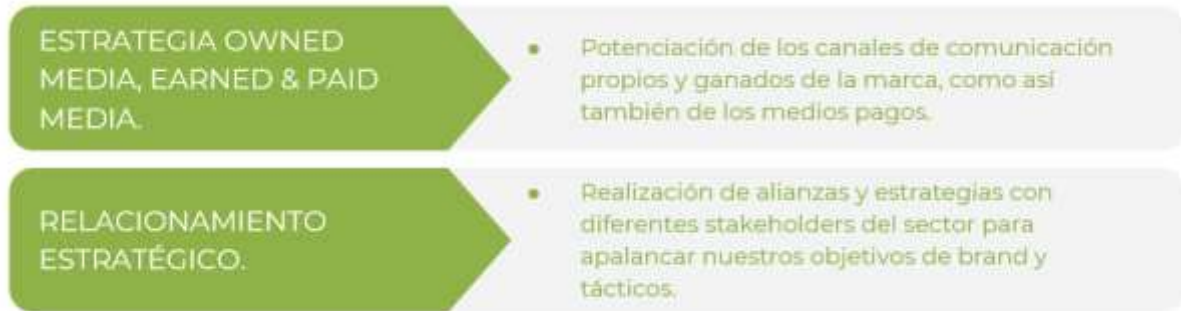 ESTRATEGIA OWNED
MEDIA, EARNED & PAID
MEDIA.
• Potenciación de los canales de comunicación
propios y ganados de la marca, como así
también de los medios pagos.
RELACIONAMIENTO
ESTRATÉGICO.
• Realización de alianzas y estrategias con
diferentes stakeholders del sector para
apalancar nuestros objetivos de brand y
tácticos.